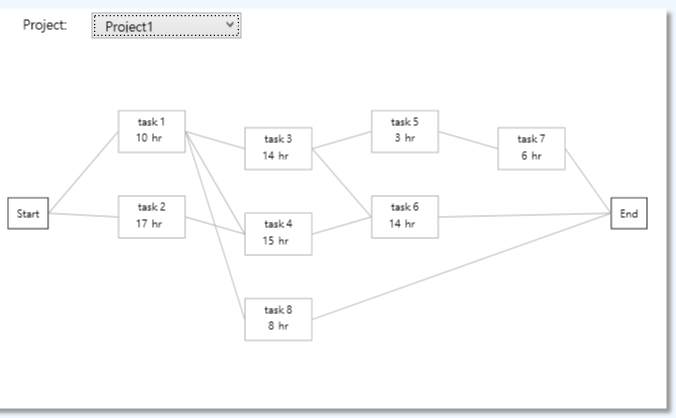 Project:
Project1
task 1
10 hr
task 5
3 hr
task 3
14 hr
task 7
6 hr
Start
task 2
17 hr
task 6
14 hr
End
task 4
15 hr
task 8
8 hr